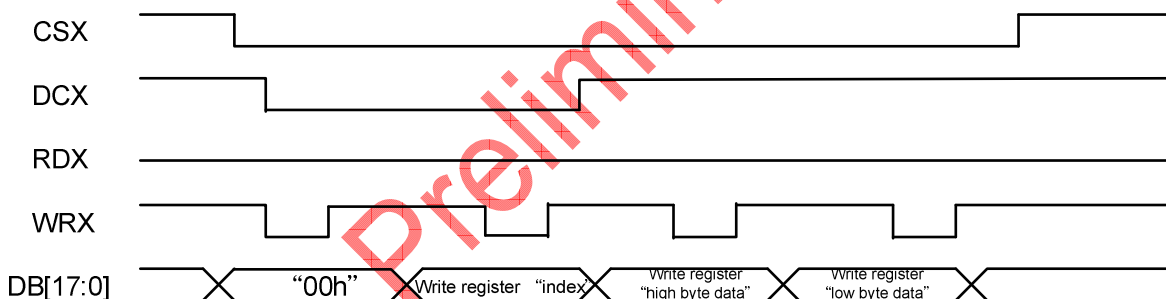 Prelimin
CSX
DCX
RDX
WRX
DB[17:0]
“00h”
Write register “index”
Write register
“high byte data”
Write register
“low byte data”